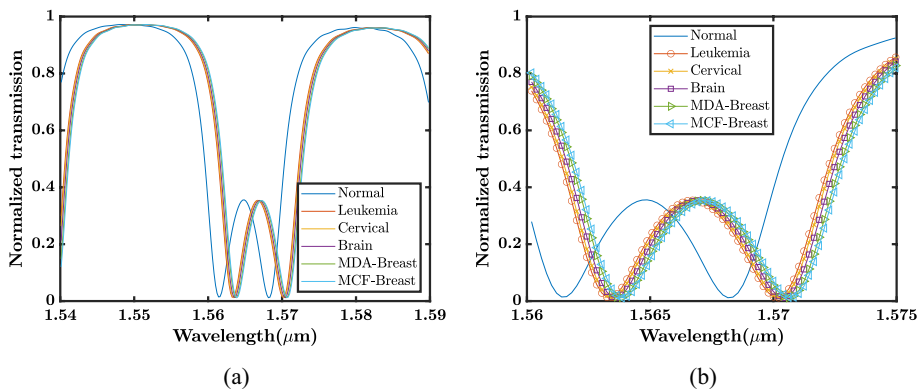 1
0.8
0.6
0.4
0.2
0
Normalized transmission
1.54
1.55
1.56
1.57
1.58
1.59
Wavelength(μm)
Normal
Leukemia
Cervical
Brain
MDA-Breast
MCF-Breast
(a)
1
0.8
0.6
0.4
0.2
0
Normalized transmission
1.56
1.565
1.57
1.575
Wavelength(μm)
Normal
Leukemia
Cervical
Brain
MDA-Breast
MCF-Breast
(b)